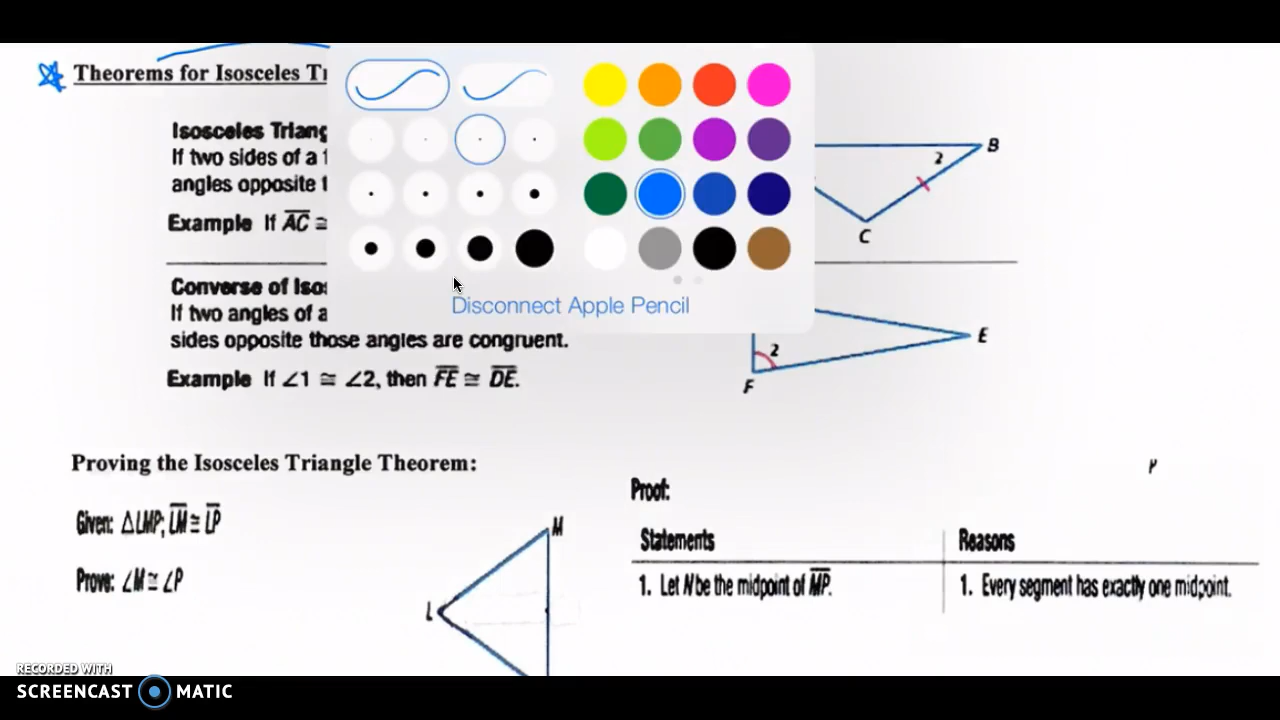 Theorems for Isosceles
Isosceles
If two sides of a
angles opposite
Example If AC ≅
Converse of
If two angles of a
sides opposite those angles are congruent.
Example If ∠1 ≅ ∠2, then FE ≅ DE.
Disconnect Apple Pencil
B
2
C
E
2
F
Proving the Isosceles Triangle Theorem:
Given: △LMP; LM ≅ LP
Prove: ∠M ≅ ∠P
M
L
Proof:
Statements Reasons
1. Let N be the midpoint of MP. 1. Every segment has exactly one midpoint.
RECORDED WITH
SCREENCAST MATIC